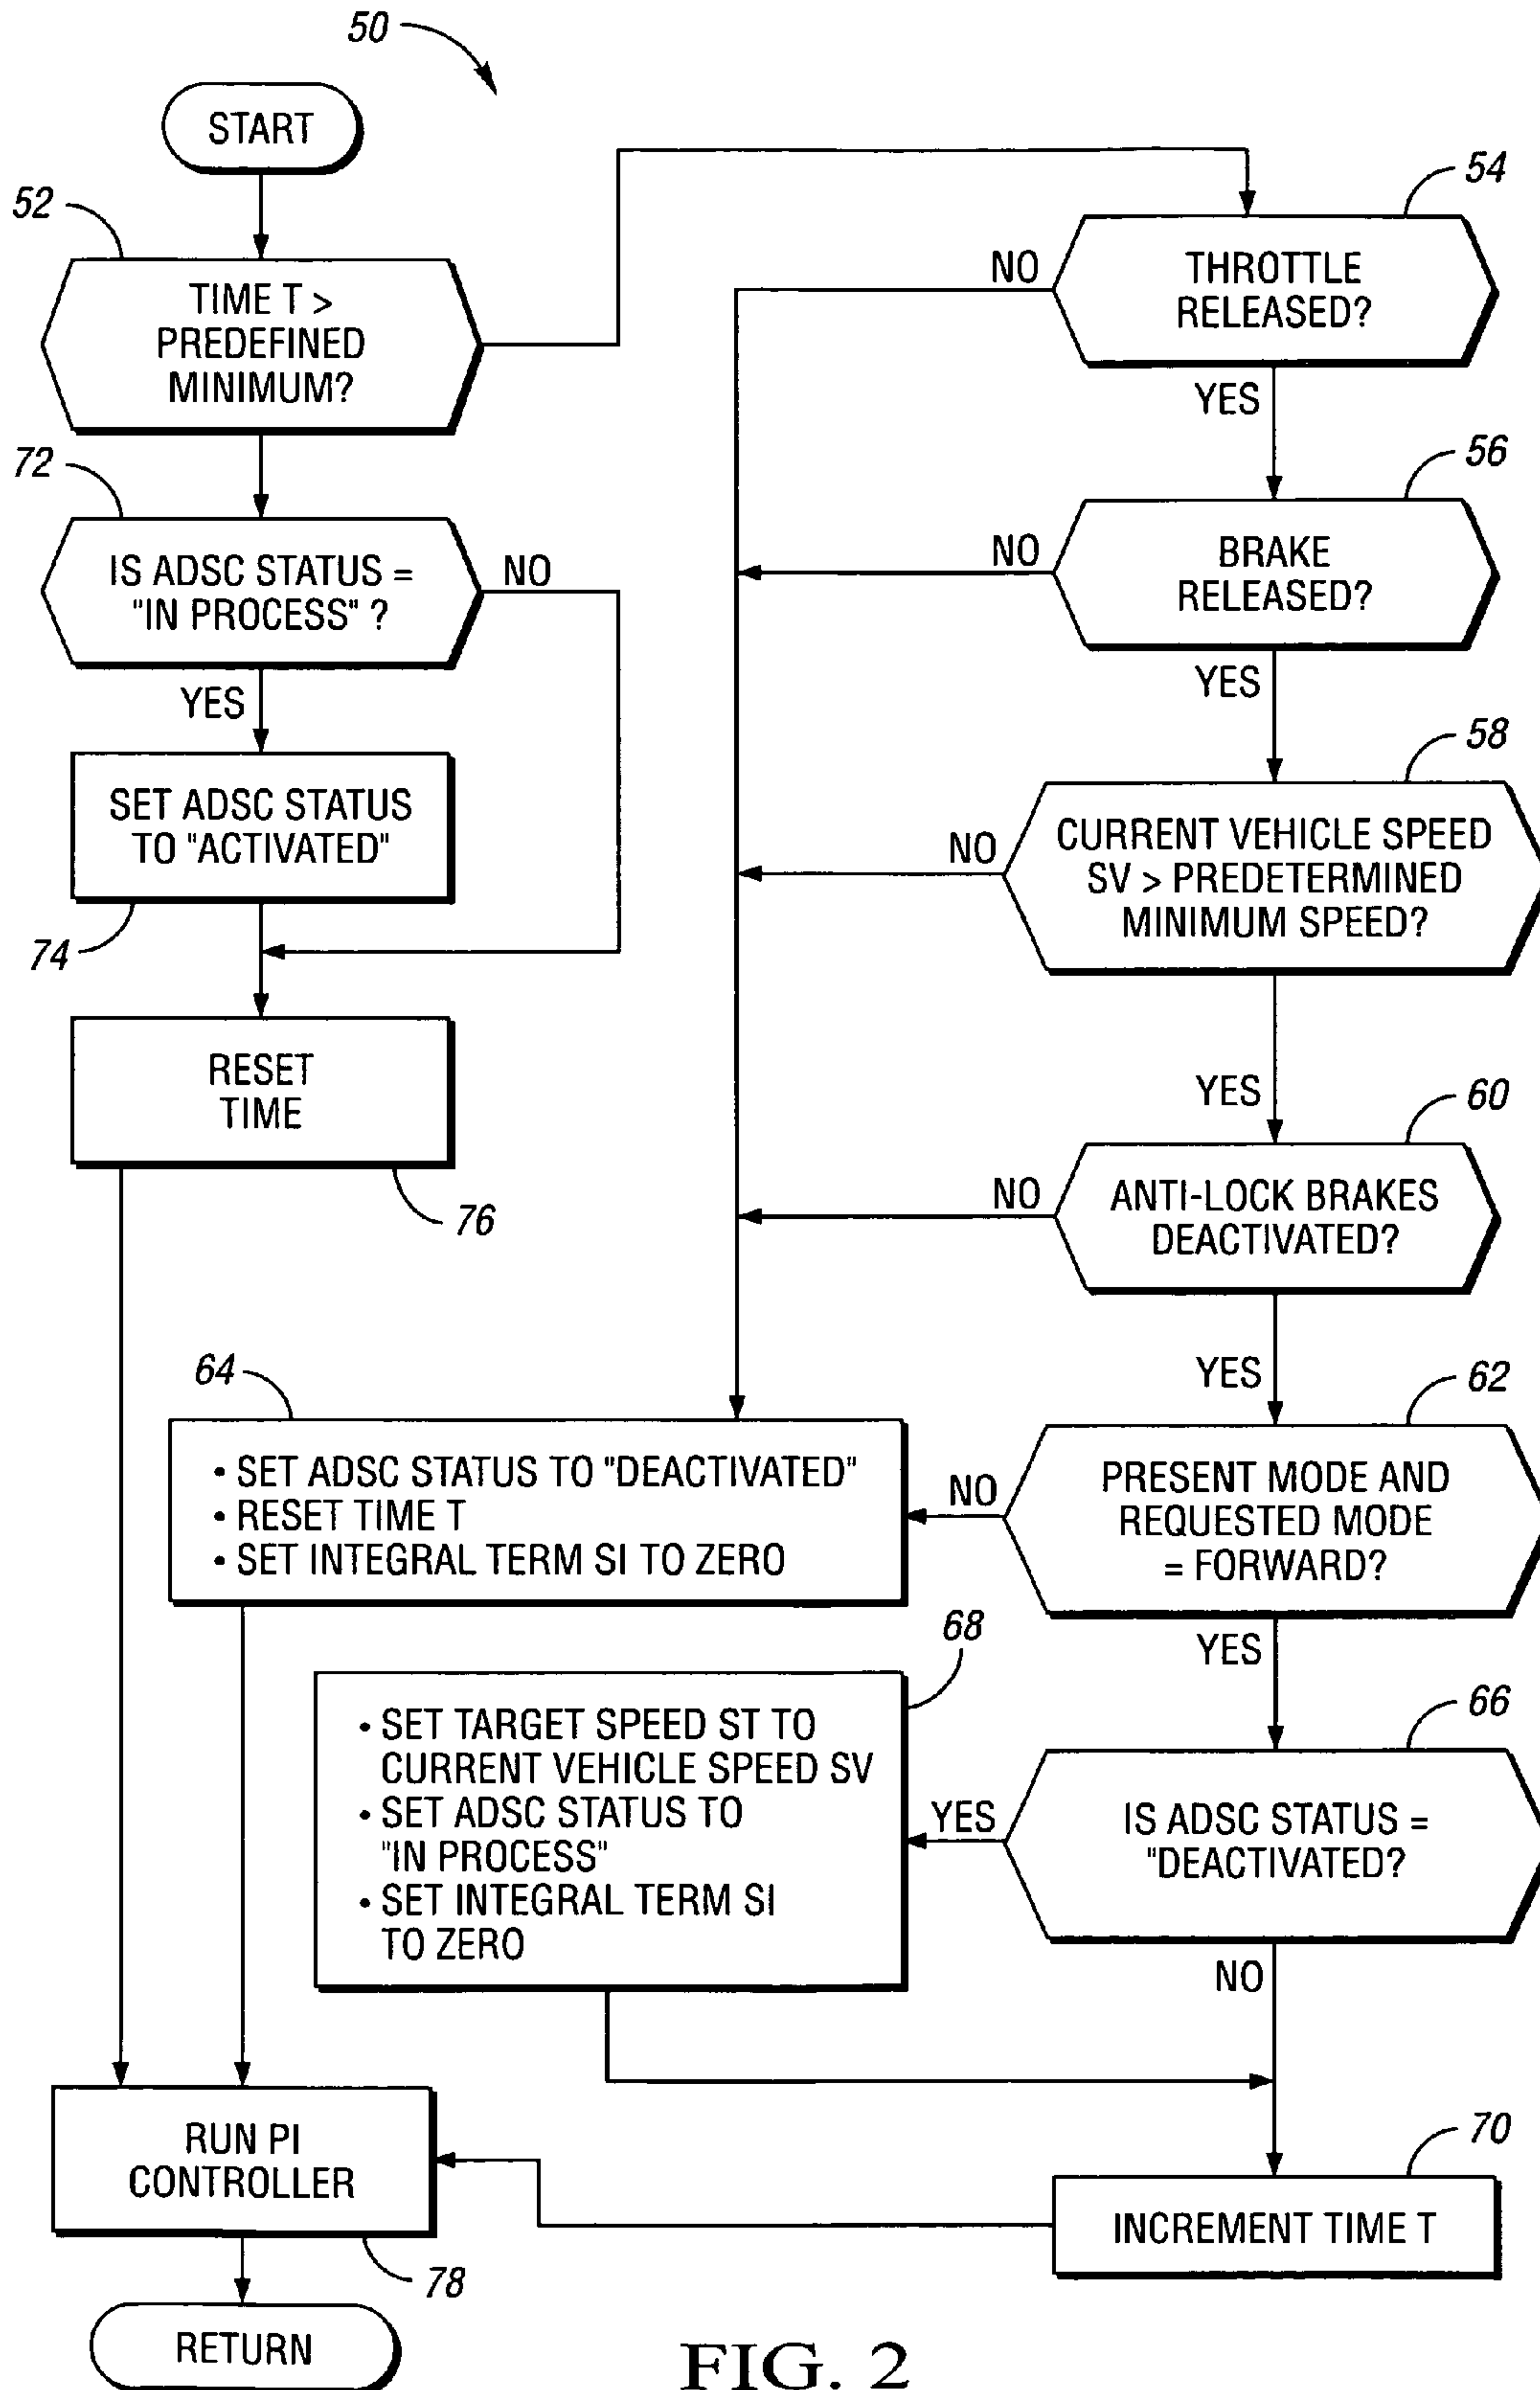 50
START
52
TIME T >
PREDEFINED
MINIMUM?
54
THROTTLE
RELEASED?
NO
YES
72
IS ADSC STATUS =
"IN PROCESS" ?
NO
YES
56
BRAKE
RELEASED?
NO
YES
SET ADSC STATUS
TO "ACTIVATED"
74
58
CURRENT VEHICLE SPEED
SV > PREDETERMINED
MINIMUM SPEED?
NO
YES
RESET
TIME
76
60
ANTI-LOCK BRAKES
DEACTIVATED?
NO
YES
64
• SET ADSC STATUS TO "DEACTIVATED"
• RESET TIME T
• SET INTEGRAL TERM SI TO ZERO
62
PRESENT MODE AND
REQUESTED MODE
= FORWARD?
NO
YES
68
• SET TARGET SPEED ST TO
CURRENT VEHICLE SPEED SV
• SET ADSC STATUS TO
"IN PROCESS"
• SET INTEGRAL TERM SI
TO ZERO
66
IS ADSC STATUS =
"DEACTIVATED?
YES
NO
RUN PI
CONTROLLER
78
70
INCREMENT TIME T
RETURN
FIG. 2